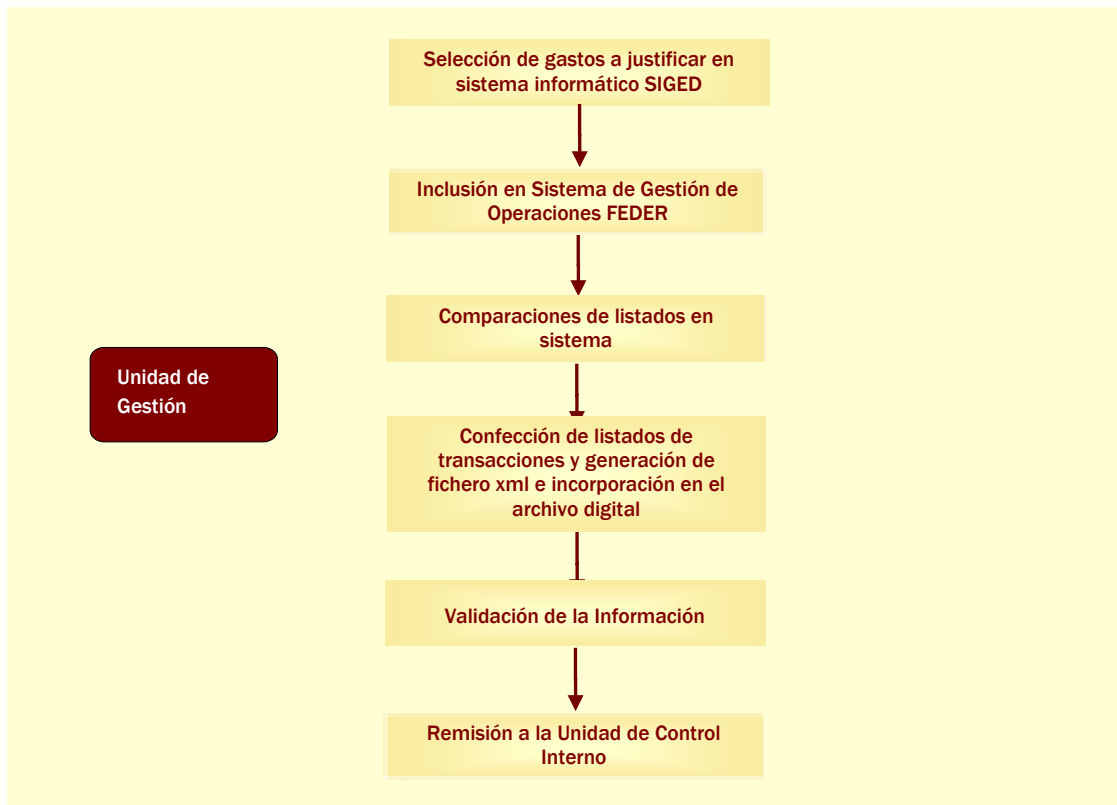 Selección de gastos a justificar en
sistema informático SIGED
Inclusión en Sistema de Gestión de
Operaciones FEDER
Comparaciones de listados en
sistema
Unidad de
Gestión
Confección de listados de
transacciones y generación de
fichero xml e incorporación en el
archivo digital
Validación de la Información
Remisión a la Unidad de Control
Interno